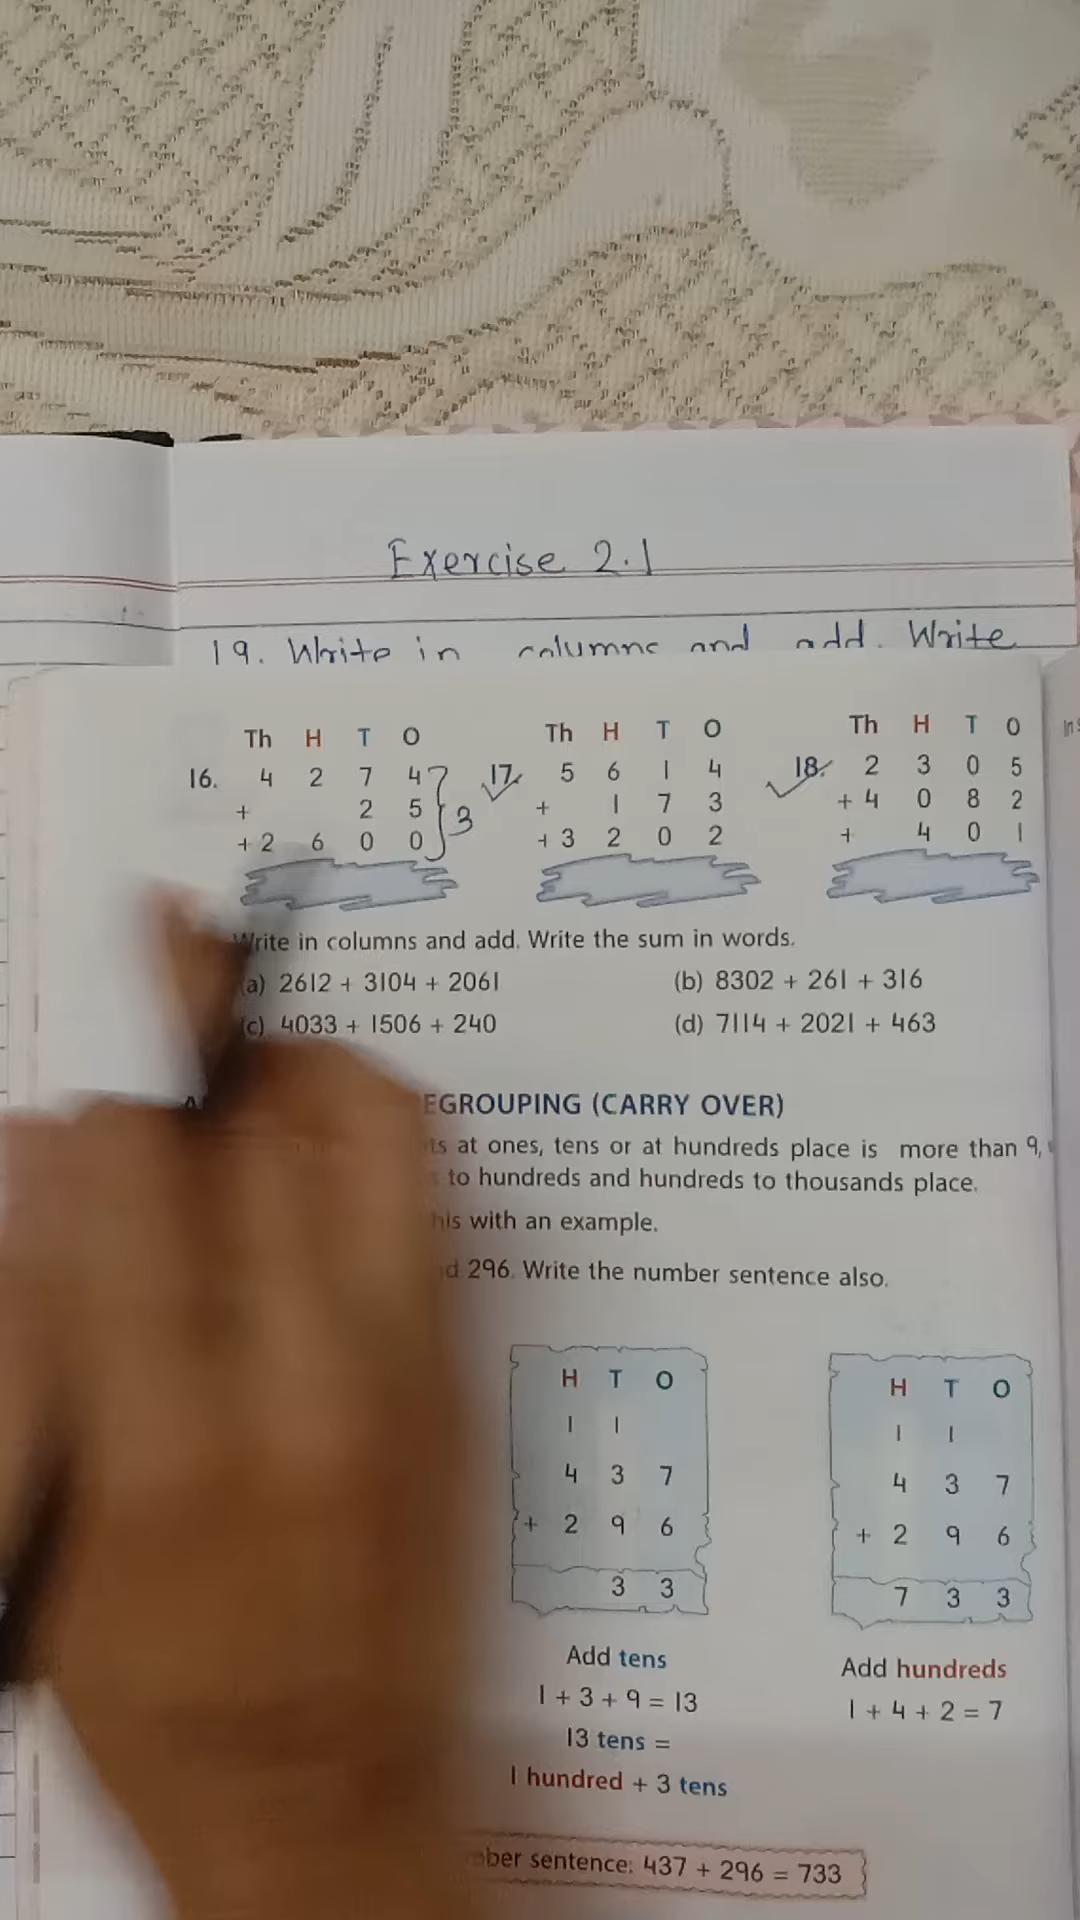 Exercise 2.1
19. Write in columns and add. Write
Th H T O
16. 4 2 7 4
+ 2 5
+ 2 6 0 0
3
Th H T O
17. 5 6 1 4
+ 1 7 3
+ 3 2 0 2
Th H T O
18. 2 3 0 5
+ 4 0 8 2
+ 4 0 1
Write in columns and add. Write the sum in words.
(a) 2612 + 3104 + 2061
(b) 8302 + 261 + 316
(c) 4033 + 1506 + 240
(d) 7114 + 2021 + 463
EGROUPING (CARRY OVER)
ts at ones, tens or at hundreds place is more than 9,
to hundreds and hundreds to thousands place.
his with an example.
296. Write the number sentence also.
H T O
1 1
4 3 7
+ 2 9 6
3 3
Add tens
1 + 3 + 9 = 13
13 tens =
1 hundred + 3 tens
H T O
1 1
4 3 7
+ 2 9 6
7 3 3
Add hundreds
1 + 4 + 2 = 7
ber sentence: 437 + 296 = 733